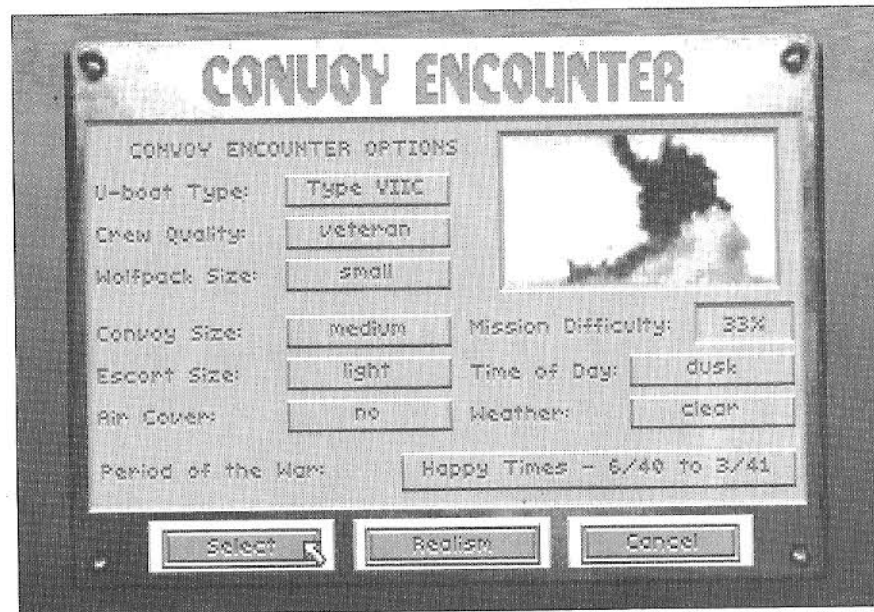 CONVOY ENCOUNTER
CONVOY ENCOUNTER OPTIONS
U-boat Type: Type VIIC
Crew Quality: veteran
Wolfpack Size: small
Convoy Size: medium
Mission Difficulty: 33%
Escort Size: light
Time of Day: dusk
Air Cover: no
Weather: clear
Period of the War: Happy Times - 6/40 to 3/41
Select
Realism
Cancel